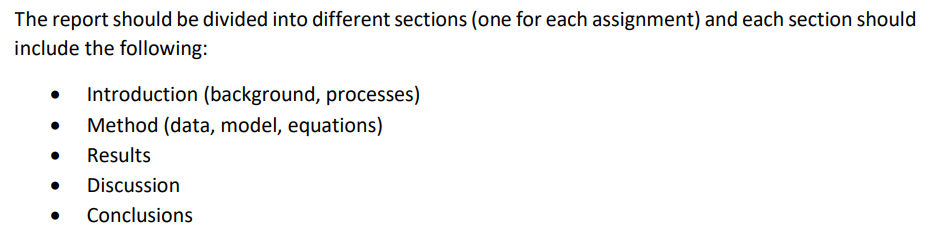 The report should be divided into different sections (one for each assignment) and each section should
include the following:
• Introduction (background, processes)
• Method (data, model, equations)
• Results
• Discussion
• Conclusions